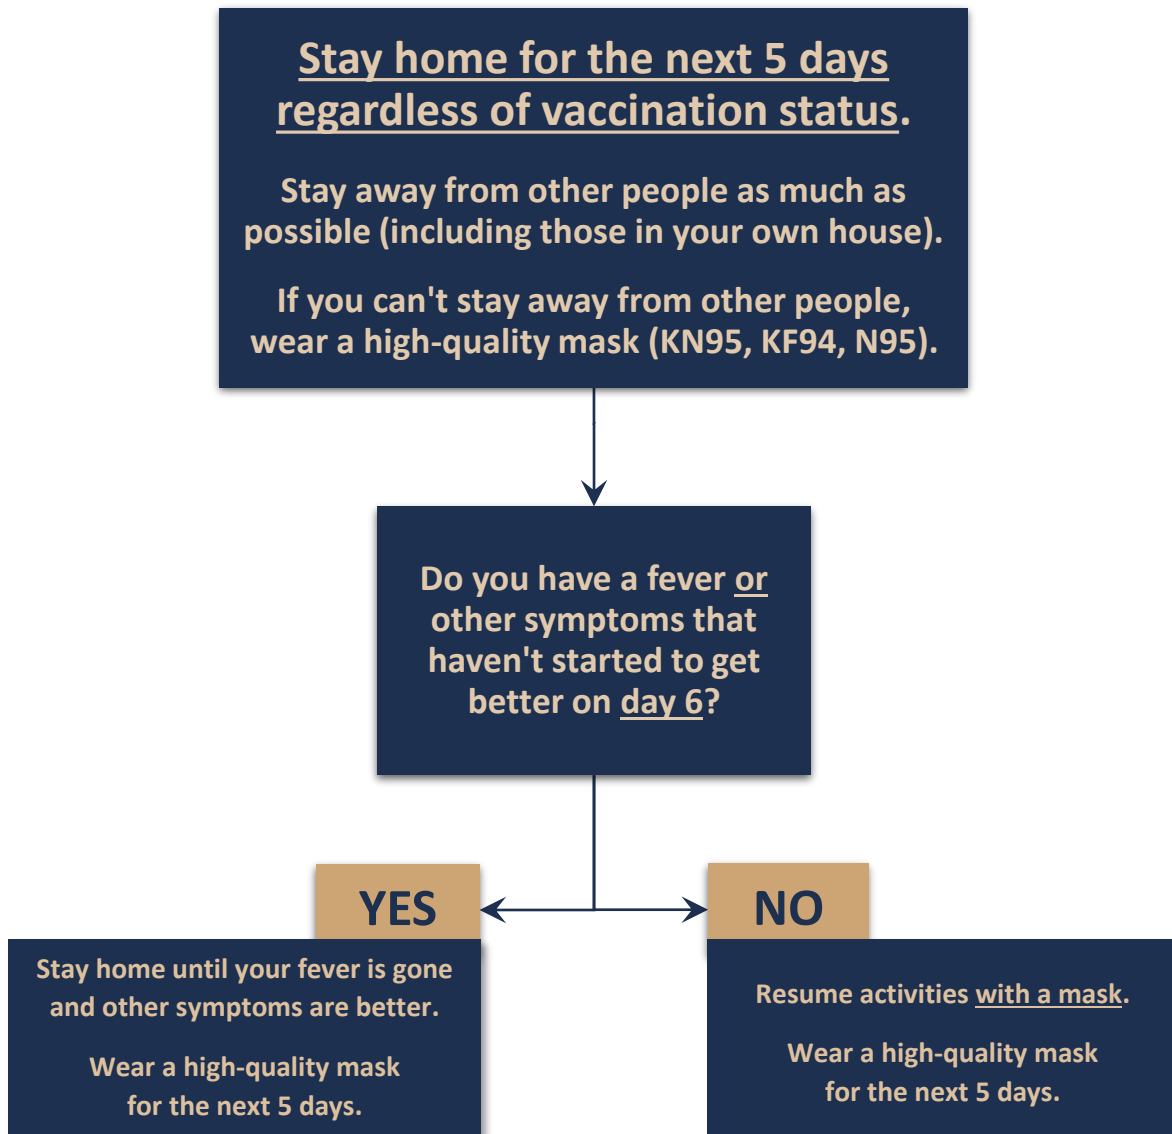 Stay home for the next 5 days
regardless of vaccination status.
Stay away from other people as much as
possible (including those in your own house).
If you can't stay away from other people,
wear a high-quality mask (KN95, KF94, N95).
Do you have a fever or
other symptoms that
haven't started to get
better on day 6?
YES
Stay home until your fever is gone
and other symptoms are better.
Wear a high-quality mask
for the next 5 days.
NO
Resume activities with a mask.
Wear a high-quality mask
for the next 5 days.